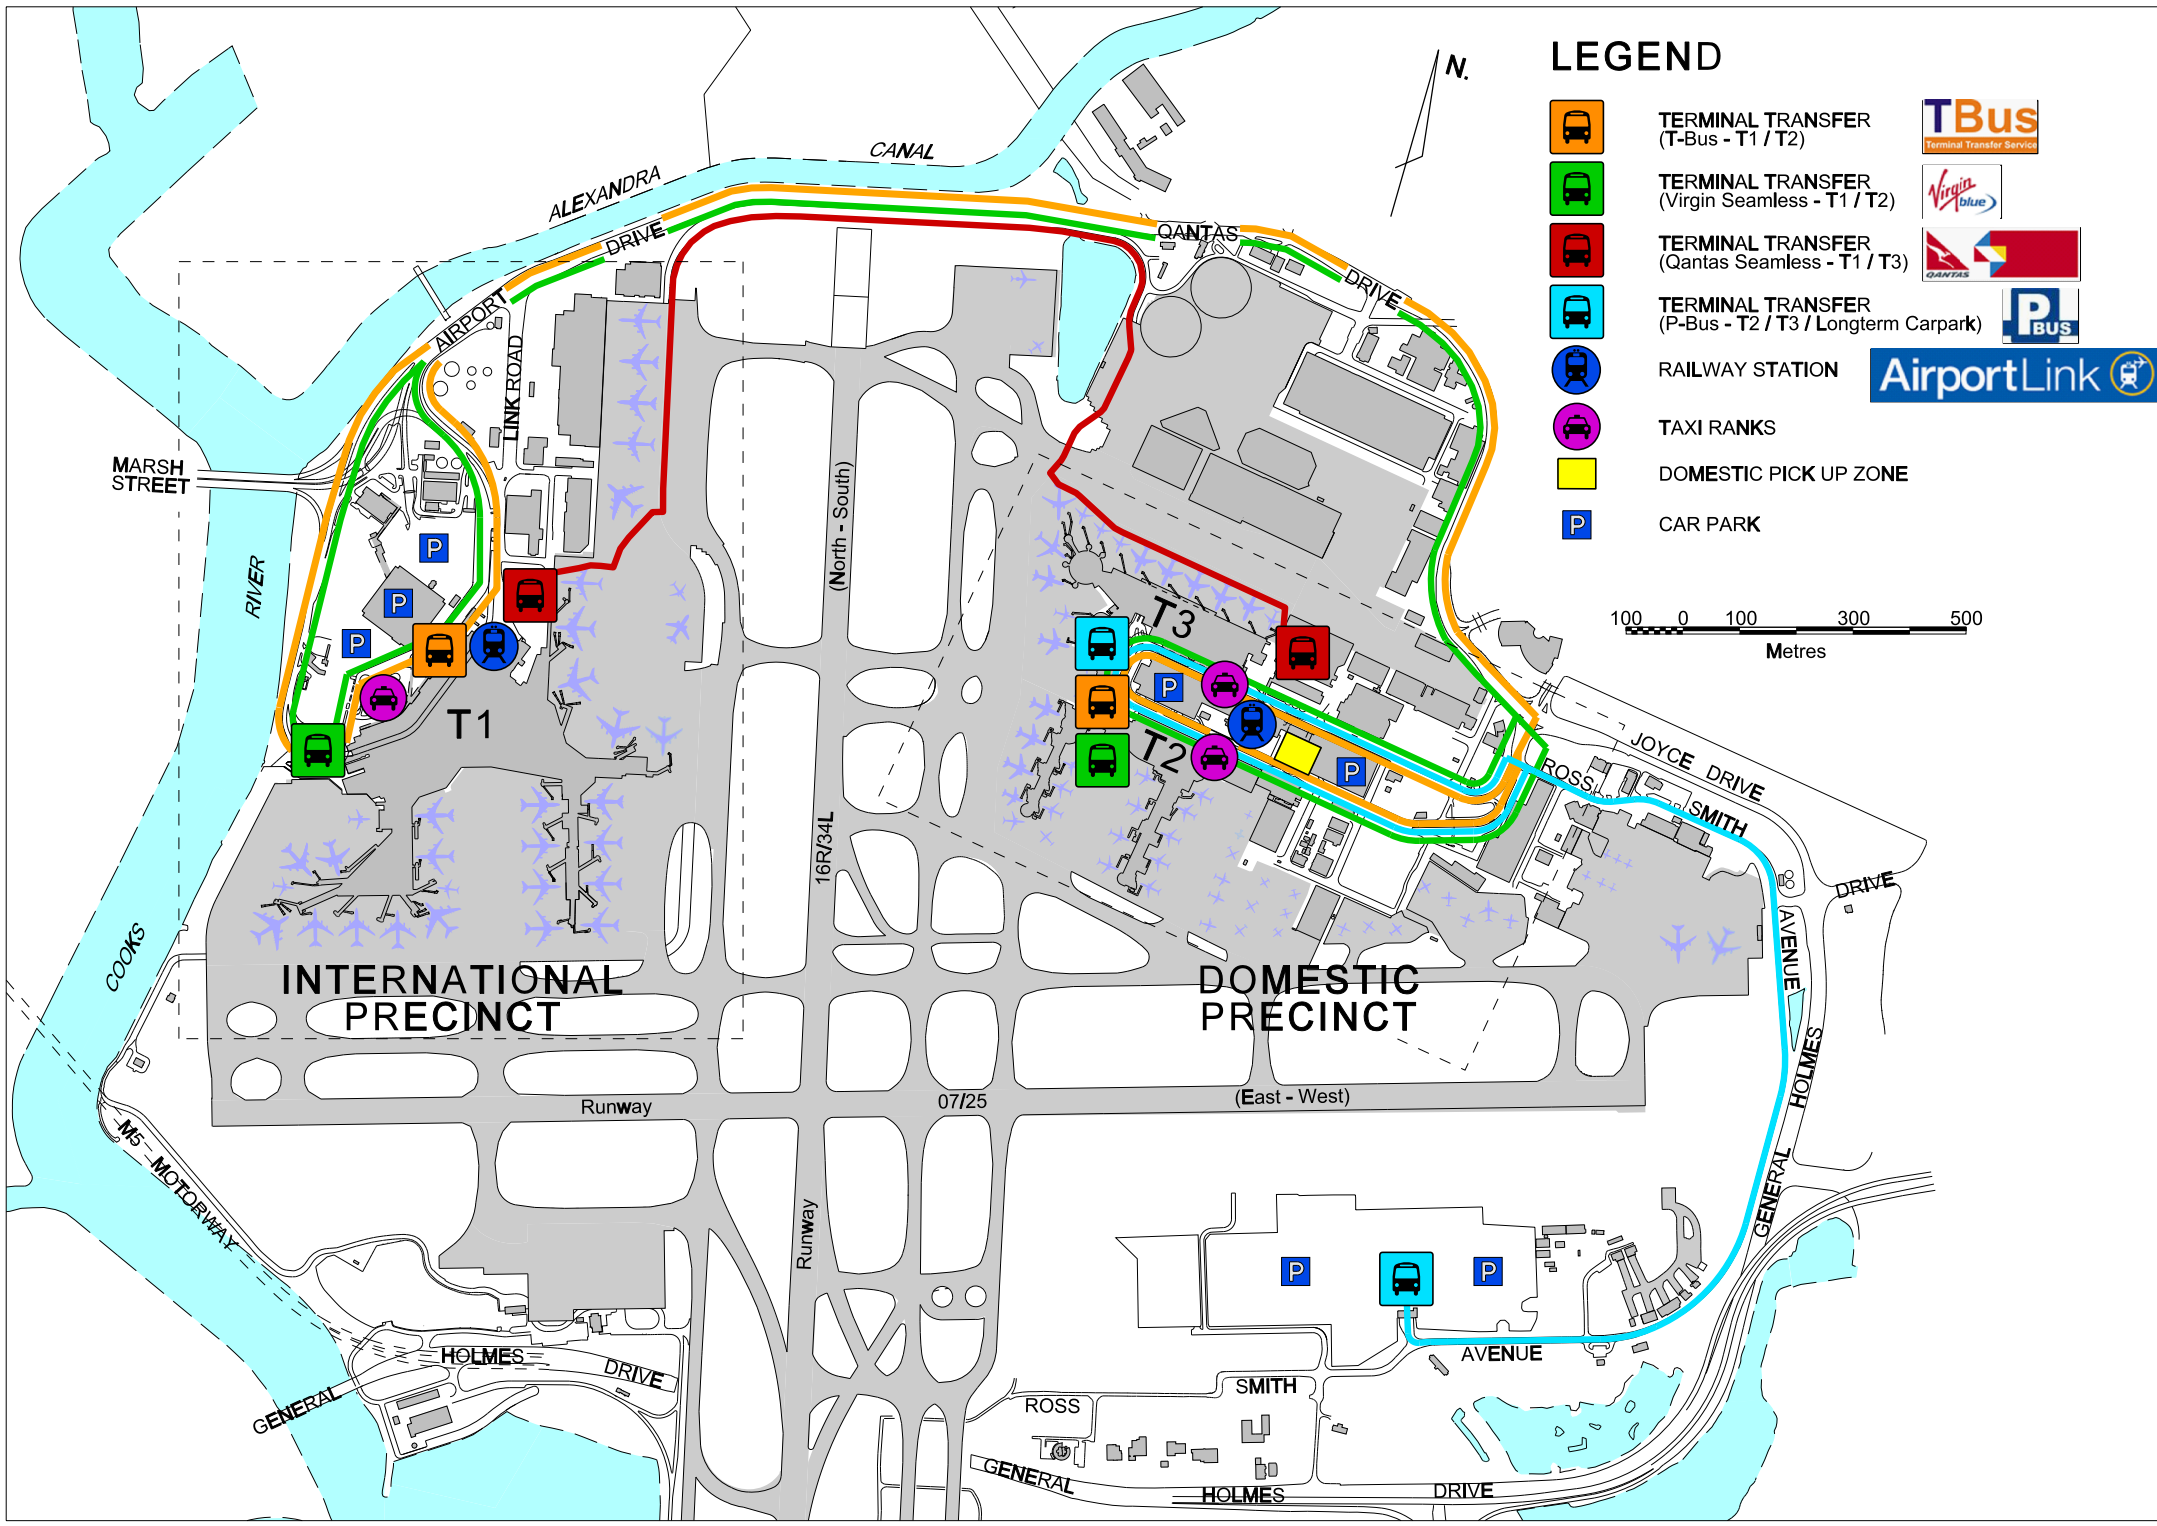 LEGEND
N.
TERMINAL TRANSFER
(T-Bus - T1 / T2)
TBus
Terminal Transfer Service
TERMINAL TRANSFER
(Virgin Seamless - T1 / T2)
Virgin
blue
TERMINAL TRANSFER
(Qantas Seamless - T1 / T3)
QANTAS
TERMINAL TRANSFER
(P-Bus - T2 / T3 / Longterm Carpark)
P
BUS
RAILWAY STATION
AirportLink
TAXI RANKS
DOMESTIC PICK UP ZONE
P
CAR PARK
100 0 100 300 500
Metres
ALEXANDRA
CANAL
AIRPORT
DRIVE
QANTAS
DRIVE
LINK ROAD
MARSH
STREET
RIVER
COOKS
P
P
P
T1
(North - South)
16R/34L
Runway
T3
P
T2
P
JOYCE
DRIVE
ROSS
SMITH
AVENUE
DRIVE
HOLMES
GENERAL
INTERNATIONAL
PRECINCT
DOMESTIC
PRECINCT
Runway
07/25
(East - West)
M5
MOTORWAY
P
P
AVENUE
SMITH
ROSS
GENERAL
HOLMES
DRIVE
GENERAL
HOLMES
DRIVE